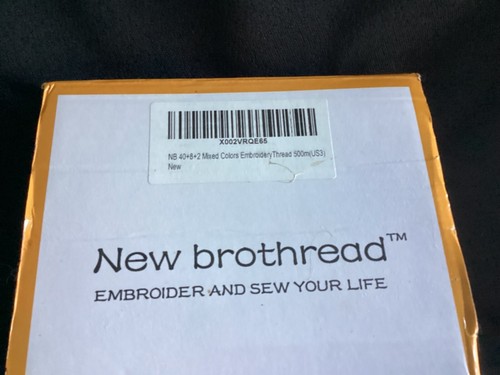 X002VRQE65
NB 40+8+2 Mixed Colors Embroidery Thread 500m(US3)
New
New brothread™
EMBROIDER AND SEW YOUR LIFE